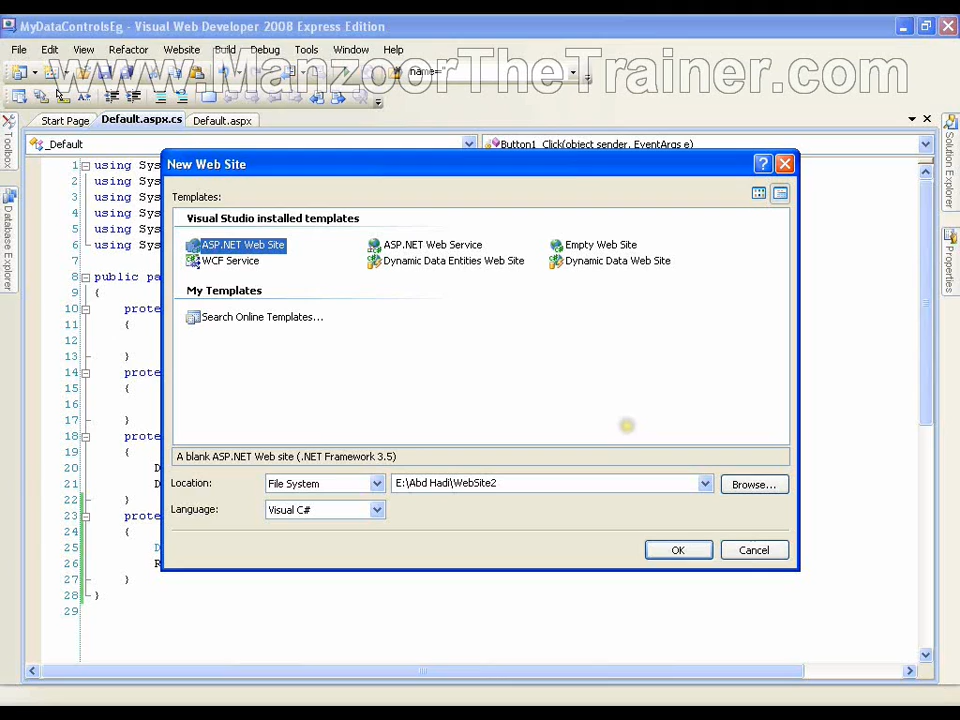 MyDataControlsEg - Visual Web Developer 2008 Express Edition
File Edit View Refactor Website Build Debug Tools Window Help
www.ManzoorTheTrainer.com
name="
Start Page Default.aspx.cs Default.aspx
_Default Button1_Click(object sender, EventArgs e)
Toolbox
Database Explorer
Solution Explorer
Properties
New Web Site
Templates:
Visual Studio installed templates
ASP.NET Web Site ASP.NET Web Service Empty Web Site
WCF Service Dynamic Data Entities Web Site Dynamic Data Web Site
My Templates
Search Online Templates...
A blank ASP.NET Web site (.NET Framework 3.5)
Location: File System E:\Abd Hadi\WebSite2 Browse...
Language: Visual C#
OK Cancel
1 using Sys
2 using Sys
3 using Sys
4 using Sys
5 using Sys
6 using Sys
8 public pa
9 {
10 prote
11 {
12
13 }
14 prote
15 {
16
17 }
18 prote
19 {
20 D
21 D
22 }
23 prote
24 {
25 D
26 R
27 }
28 }
29